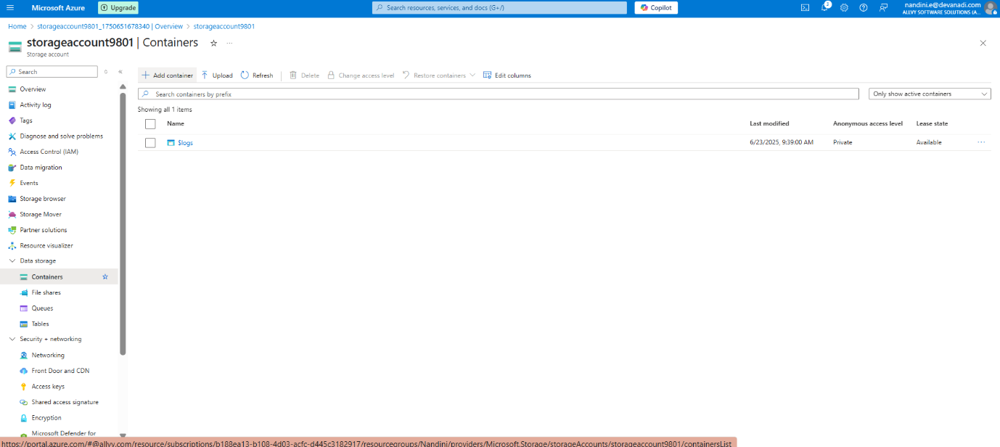 Microsoft Azure
Upgrade
Search resources, services, and docs (G+/)
Copilot
3
nandini.e@devanadi.com
ALLVY SOFTWARE SOLUTIONS (A...
Home > storageaccount9801_1750651678340 | Overview > storageaccount9801
storageaccount9801 | Containers
Storage account
Search
Add container
Upload
Refresh
Delete
Change access level
Restore containers
Edit columns
Search containers by prefix
Only show active containers
Showing all 1 items
Name
Last modified
Anonymous access level
Lease state
$logs
6/23/2025, 9:39:00 AM
Private
Available
Overview
Activity log
Tags
Diagnose and solve problems
Access Control (IAM)
Data migration
Events
Storage browser
Storage Mover
Partner solutions
Resource visualizer
Data storage
Containers
File shares
Queues
Tables
Security + networking
Networking
Front Door and CDN
Access keys
Shared access signature
Encryption
Microsoft Defender for
https://portal.azure.com/#@allvy.com/resource/subscriptions/b188ea13-b108-4d03-acfc-d445c3182917/resourcegroups/Nandini/providers/Microsoft.Storage/storageAccounts/storageaccount9801/containersList